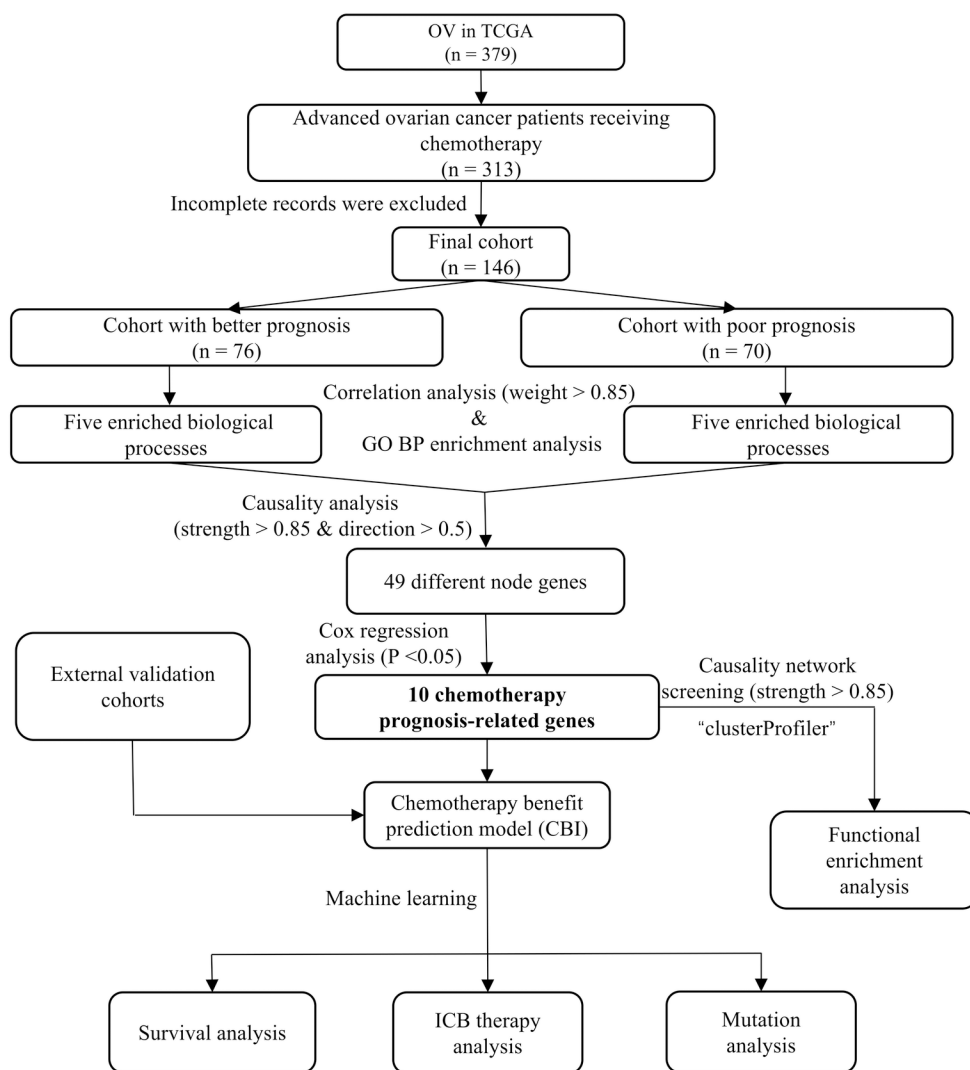 OV in TCGA
(n = 379)
Advanced ovarian cancer patients receiving
chemotherapy
(n = 313)
Incomplete records were excluded
Final cohort
(n = 146)
Cohort with better prognosis
(n = 76)
Cohort with poor prognosis
(n = 70)
Correlation analysis (weight > 0.85)
&
GO BP enrichment analysis
Five enriched biological
processes
Five enriched biological
processes
Causality analysis
(strength > 0.85 & direction > 0.5)
49 different node genes
Cox regression
analysis (P <0.05)
External validation
cohorts
10 chemotherapy
prognosis-related genes
Causality network
screening (strength > 0.85)
“clusterProfiler”
Chemotherapy benefit
prediction model (CBI)
Functional
enrichment
analysis
Machine learning
Survival analysis
ICB therapy
analysis
Mutation
analysis